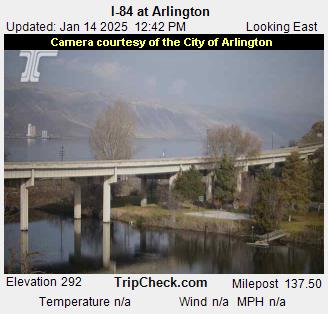 I-84 at Arlington
Updated: Jan 14 2025 12:42 PM Looking East
Camera courtesy of the City of Arlington
Elevation 292 TripCheck.com Milepost 137.50
Temperature n/a Wind n/a MPH n/a